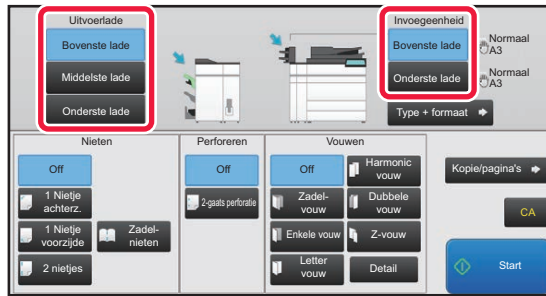 Uitvoerlade
Bovenste lade
Middelste lade
Onderste lade
Invoegeenheid
Bovenste lade
Normaal
A3
Onderste lade
Normaal
A3
Type + formaat
Nieten
Off
1 Nietje
achterz.
1 Nietje
voorzijde
Zadel-
nieten
2 nietjes
Perforeren
Off
2-gaats perforatie
Vouwen
Off
Harmonic
vouw
Zadel-
vouw
Dubbele
vouw
Enkele vouw
Z-vouw
Letter
vouw
Detail
Kopie/pagina's
CA
Start